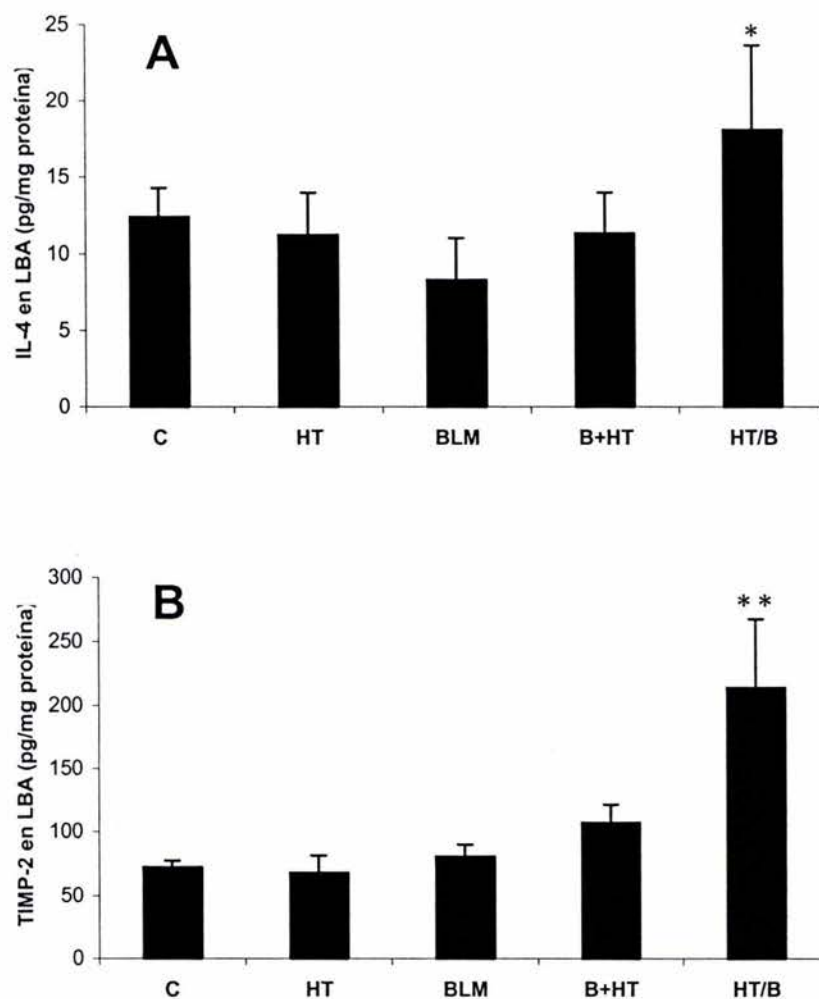 A
*
IL-4 en LBA (pg/mg proteína)
25
20
15
10
5
0
C HT BLM B+HT HT/B
B
**
TIMP-2 en LBA (pg/mg proteína)
300
250
200
150
100
50
0
C HT BLM B+HT HT/B